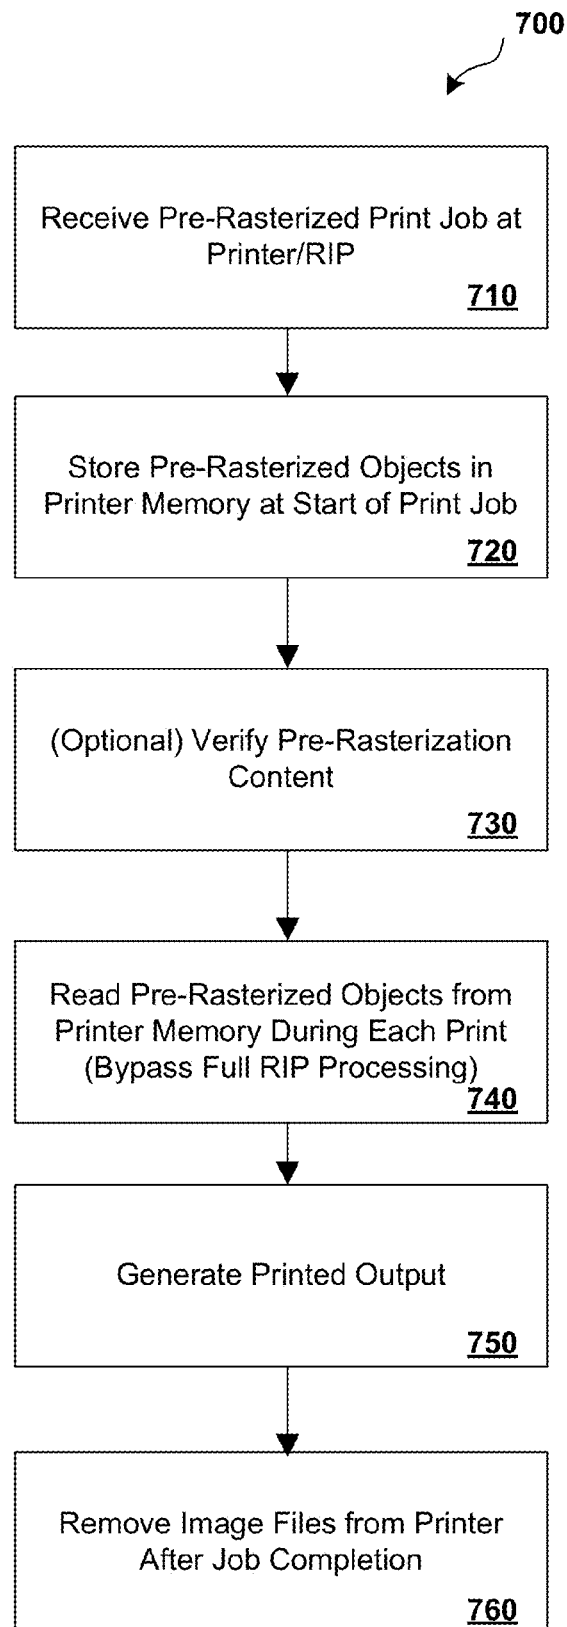 700
Receive Pre-Rasterized Print Job at
Printer/RIP
710
Store Pre-Rasterized Objects in
Printer Memory at Start of Print Job
720
(Optional) Verify Pre-Rasterization
Content
730
Read Pre-Rasterized Objects from
Printer Memory During Each Print
(Bypass Full RIP Processing)
740
Generate Printed Output
750
Remove Image Files from Printer
After Job Completion
760